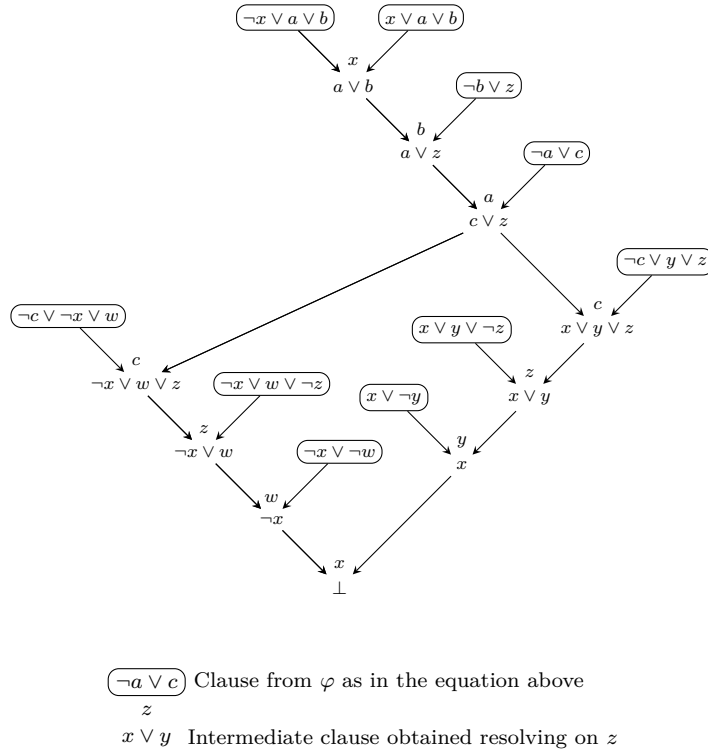 ¬x ∨ a ∨ b x ∨ a ∨ b
x
a ∨ b
¬b ∨ z
b
a ∨ z
¬a ∨ c
a
c ∨ z
¬c ∨ y ∨ z
c
x ∨ y ∨ z
¬c ∨ ¬x ∨ w
x ∨ y ∨ ¬z
c
¬x ∨ w ∨ z
¬x ∨ w ∨ ¬z
z
x ∨ y
x ∨ ¬y
z
¬x ∨ w
¬x ∨ ¬w
y
x
w
¬x
x
⊥
¬a ∨ c Clause from φ as in the equation above
z
x ∨ y Intermediate clause obtained resolving on z